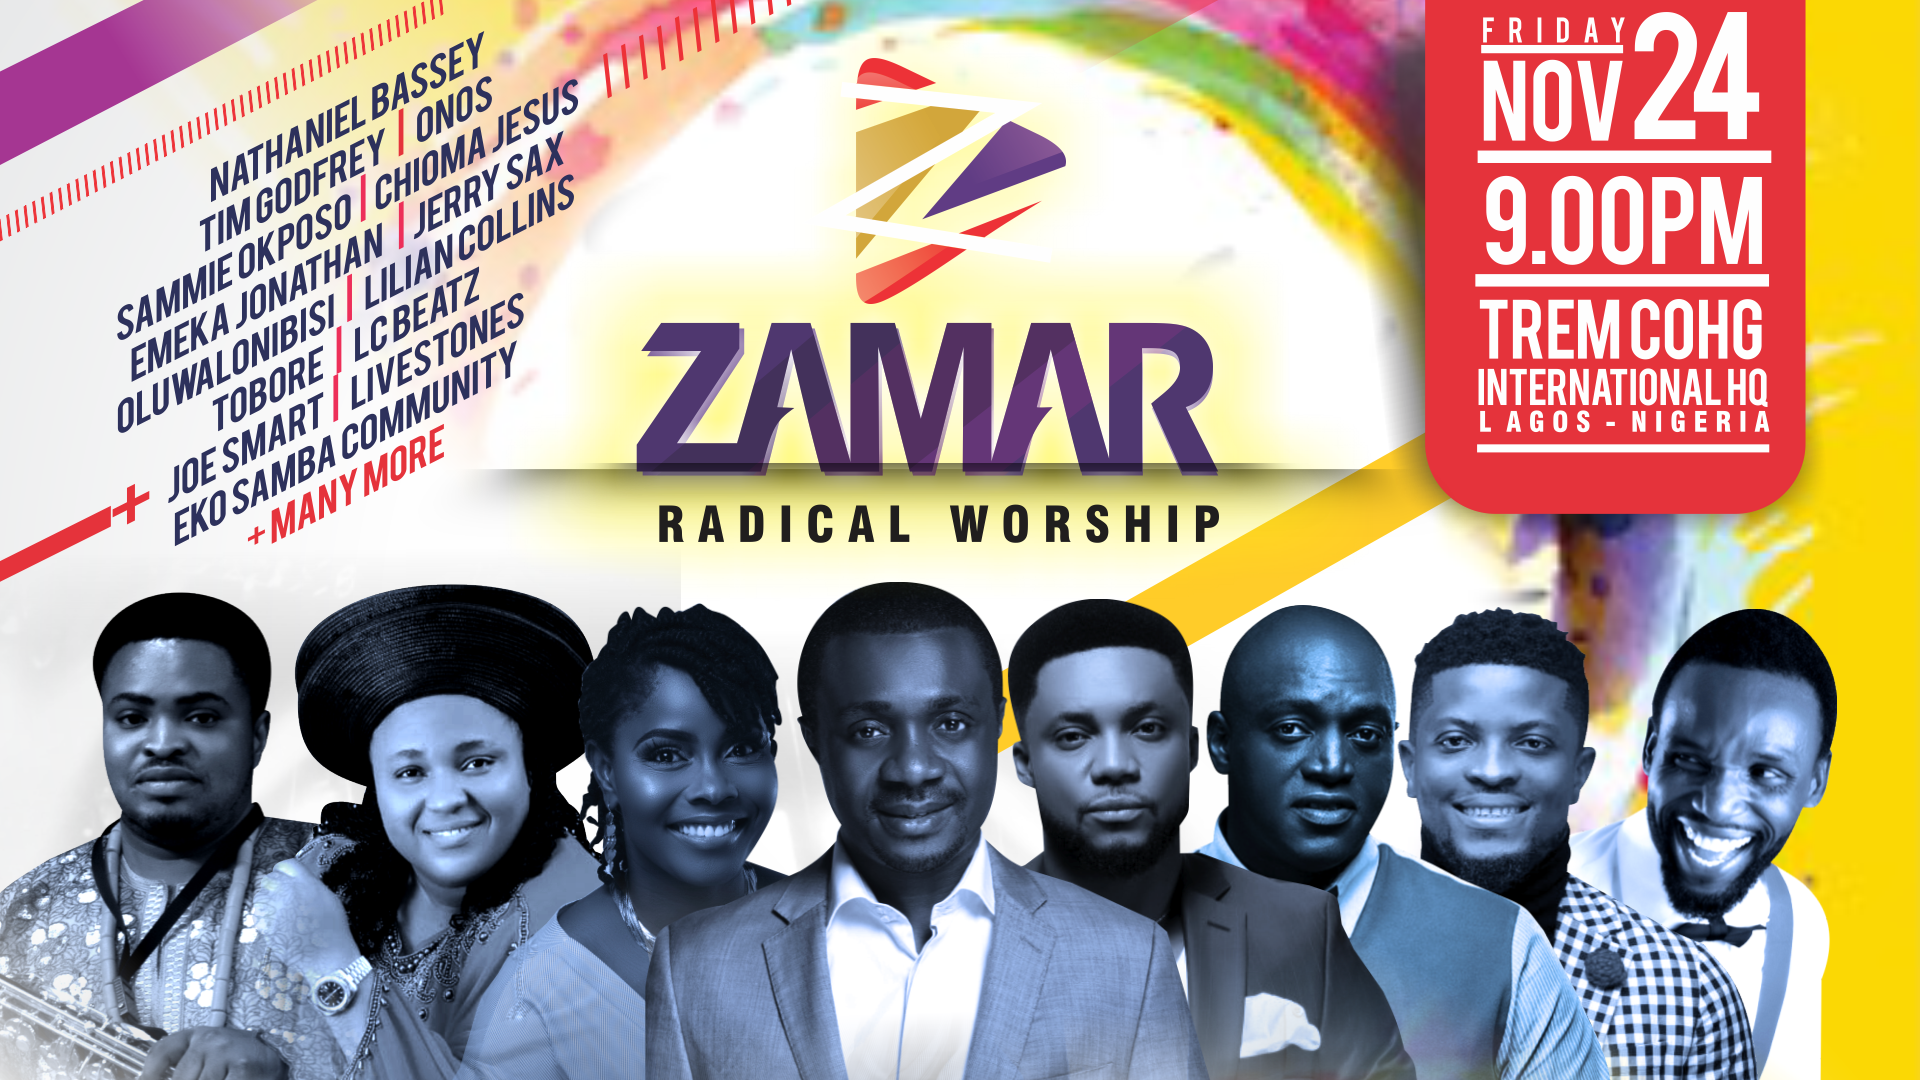 NATHANIEL BASSEY
TIM GODFREY | ONOS
SAMMIE OKPOSO | CHIOMA JESUS
EMEKA JONATHAN | JERRY SAX
OLUWALONIBISI | LILIAN COLLINS
TOBORE | LC BEATZ
JOE SMART | LIVESTONES
EKO SAMBA COMMUNITY
+ MANY MORE
ZAMAR
RADICAL WORSHIP
FRIDAY
NOV 24
9.00PM
TREM COHG
INTERNATIONAL HQ
LAGOS - NIGERIA